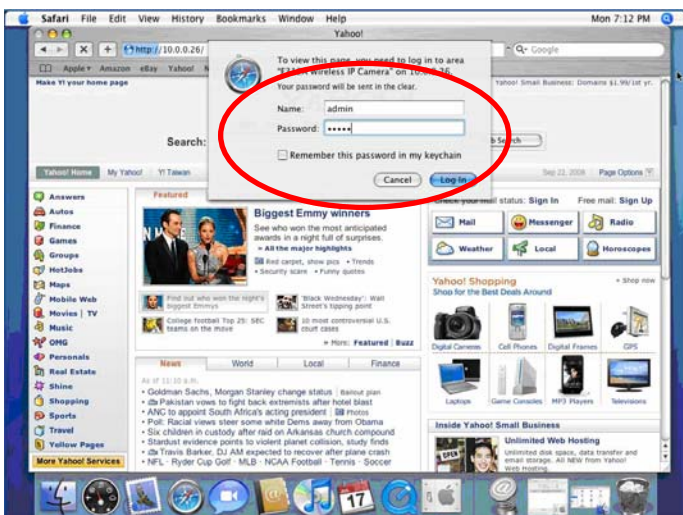 Safari File Edit View History Bookmarks Window Help Mon 7:12 PM
Yahoo!
http://10.0.0.26/
Google
Apple Amazon eBay Yahoo!
To view this page, you need to log in to area
Wireless IP Camera" on 10.0.0.26.
Your password will be sent in the clear.
Name: admin
Password: •••••
Remember this password in my keychain
Cancel Log In
Make Y! your home page
Yahoo! Small Business: Domains $1.99/1st yr.
Search:
Yahoo! Home My Yahoo! Y! Taiwan Sep 22, 2008 Page Options
Answers
Autos
Finance
Games
Groups
HotJobs
Maps
Mobile Web
Movies | TV
Music
OMG
Personals
Real Estate
Shine
Shopping
Sports
Travel
Yellow Pages
More Yahoo! Services
Featured
Biggest Emmy winners
See who won the most anticipated
awards in a night full of surprises.
» All the major highlights
Red carpet, show pics • Trends
• Security scare • Funny quotes
Find out who won the night's
biggest Emmys
'Black Wednesday': Wall
Street's tipping point
College football Top 25: SEC
teams on the move
10 most controversial U.S.
court cases
» More: Featured | Buzz
News World Local Finance
As of 11:10 a.m.
• Goldman Sachs, Morgan Stanley change status | Bailout plan
• Pakistan vows to fight back extremists after hotel blast
• ANC to appoint South Africa's acting president | Photos
• Poll: Racial views steer some white Dems away from Obama
• Six children in custody after raid on Arkansas church compound
• Stardust evidence points to violent planet collision, study finds
• Travis Barker, DJ AM expected to recover after plane crash
• NFL · Ryder Cup Golf · MLB · NCAA Football · Tennis · Soccer
Check your mail status: Sign In Free mail: Sign Up
Mail Messenger Radio
Weather Local Horoscopes
Yahoo! Shopping » Shop now
Shop for the Best Deals Around
Digital Cameras Cell Phones Digital Frames GPS
Laptops Game Consoles MP3 Players Televisions
Inside Yahoo! Small Business
OPEN
Unlimited Web Hosting
Unlimited disk space, data transfer and
email storage. All NEW from Yahoo!
Web Hosting.
17